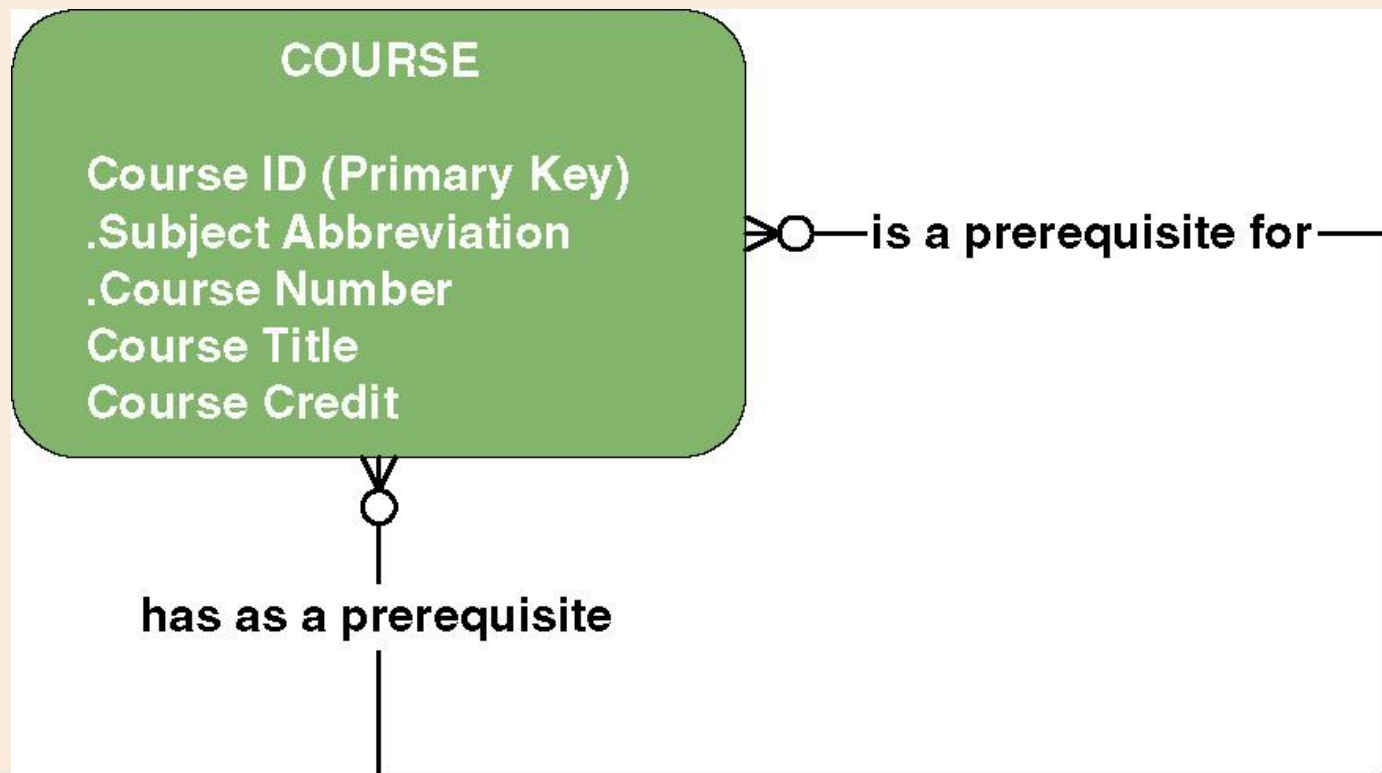 COURSE
Course ID (Primary Key)
.Subject Abbreviation
.Course Number
Course Title
Course Credit
is a prerequisite for
has as a prerequisite